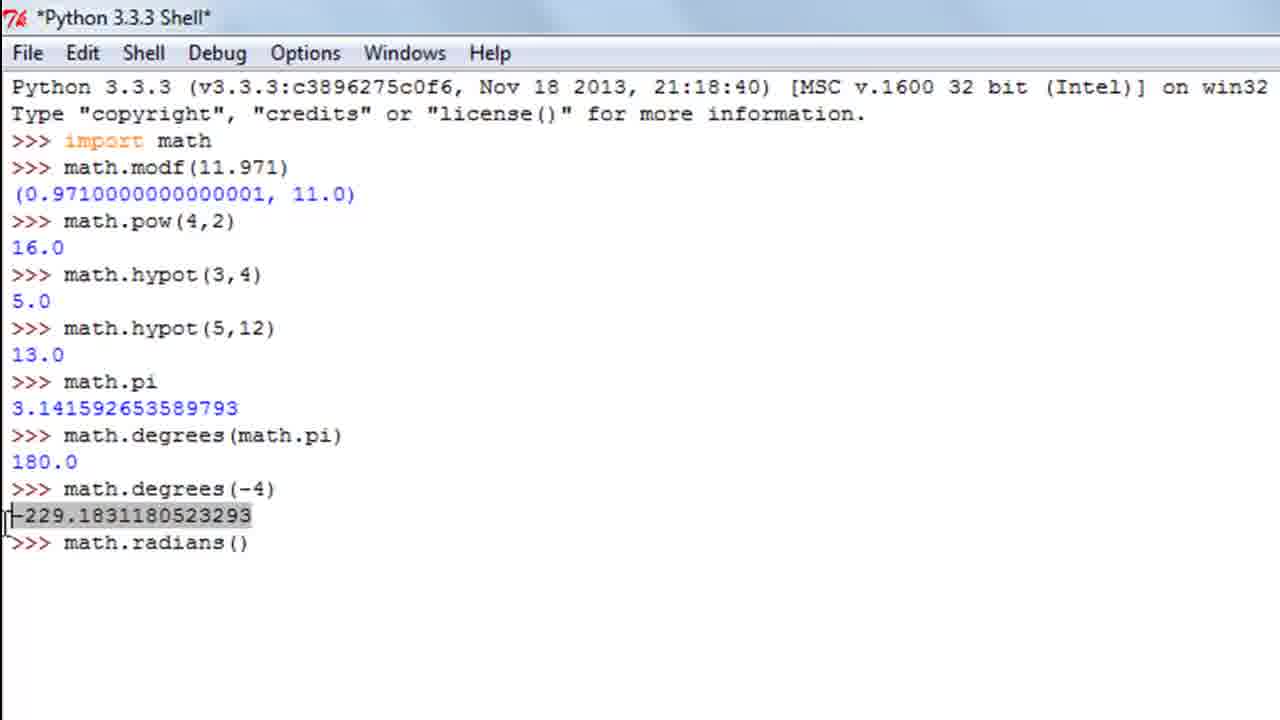 *Python 3.3.3 Shell*
File Edit Shell Debug Options Windows Help
Python 3.3.3 (v3.3.3:c3896275c0f6, Nov 18 2013, 21:18:40) [MSC v.1600 32 bit (Intel)] on win32
Type "copyright", "credits" or "license()" for more information.
>>> import math
>>> math.modf(11.971)
(0.9710000000000001, 11.0)
>>> math.pow(4,2)
16.0
>>> math.hypot(3,4)
5.0
>>> math.hypot(5,12)
13.0
>>> math.pi
3.141592653589793
>>> math.degrees(math.pi)
180.0
>>> math.degrees(-4)
-229.1831180523293
>>> math.radians()